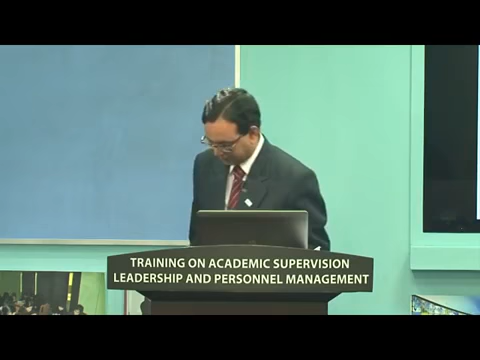 TRAINING ON ACADEMIC SUPERVISION
LEADERSHIP AND PERSONNEL MANAGEMENT